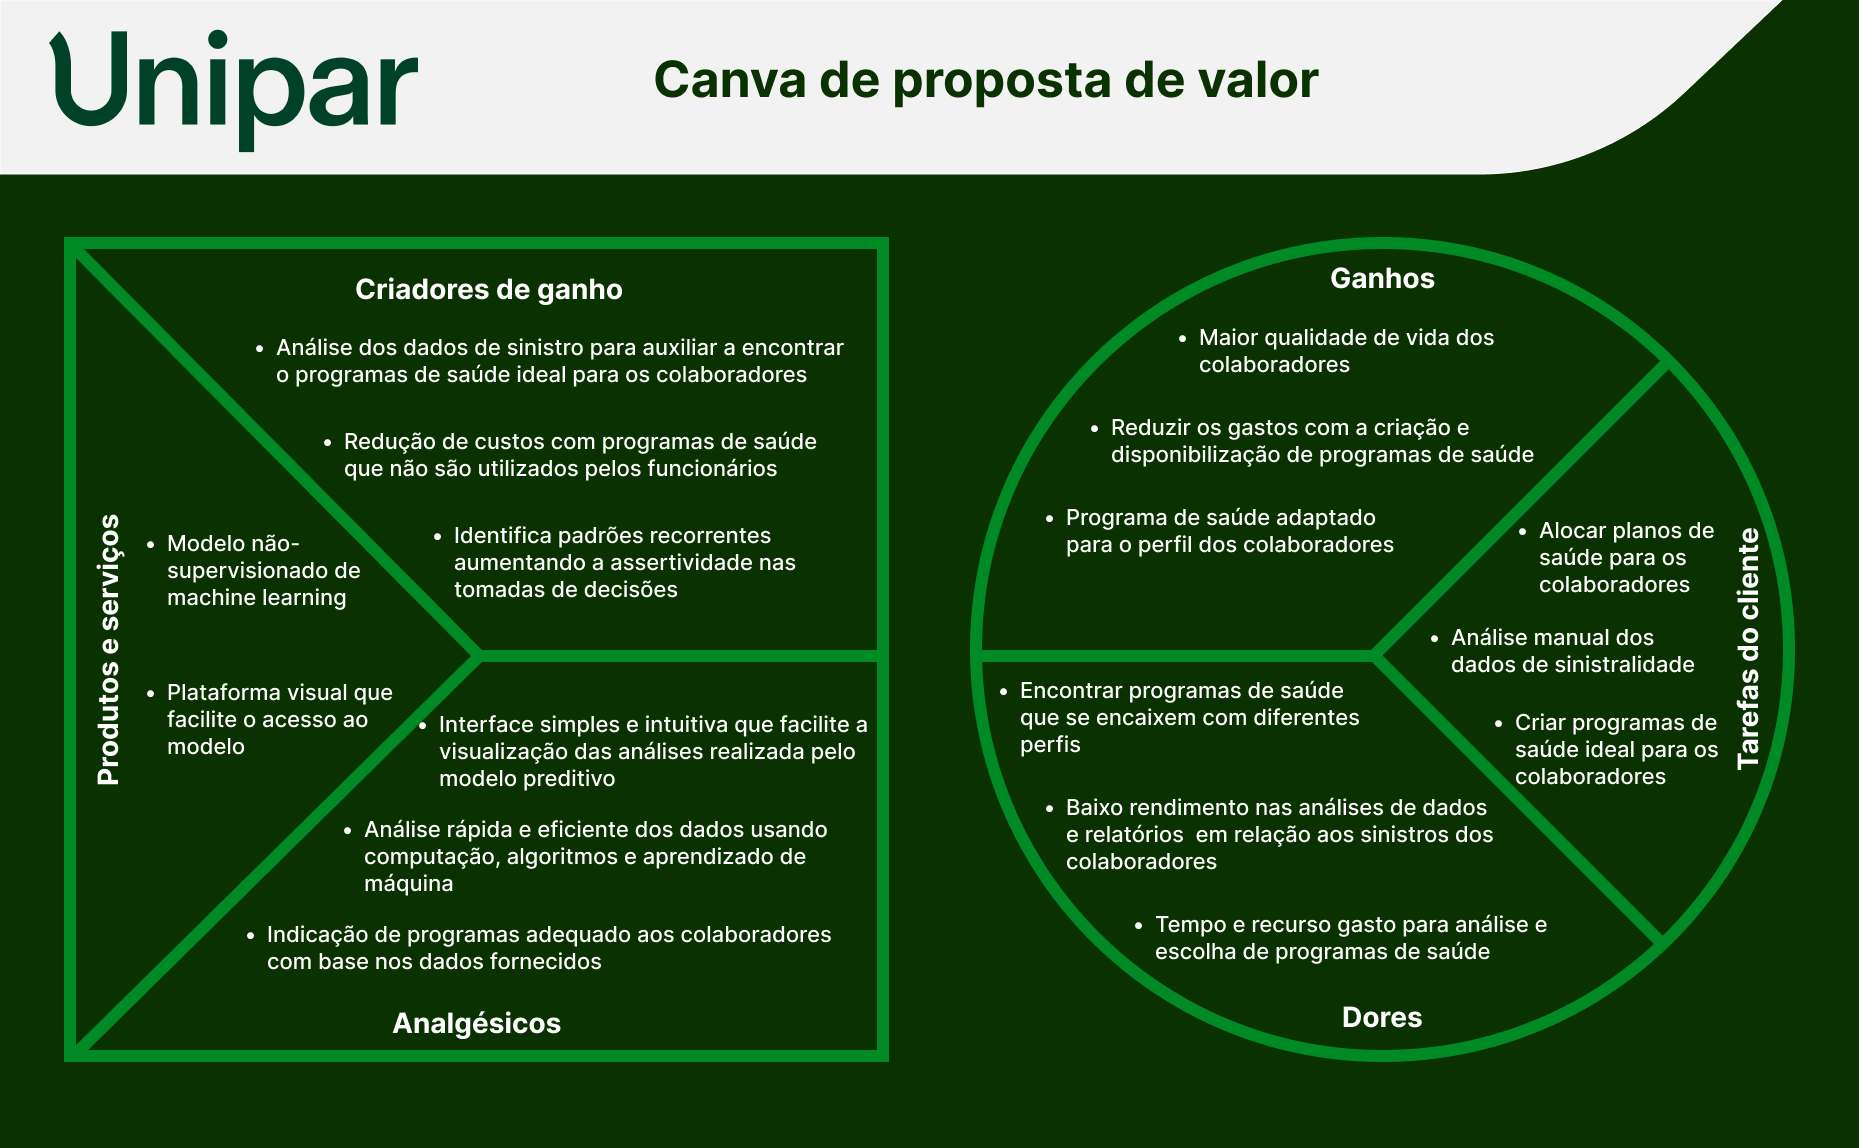 Unipar
Canva de proposta de valor
Criadores de ganho
• Análise dos dados de sinistro para auxiliar a encontrar
o programas de saúde ideal para os colaboradores
• Redução de custos com programas de saúde
que não são utilizados pelos funcionários
• Identifica padrões recorrentes
aumentando a assertividade nas
tomadas de decisões
Produtos e serviços
• Modelo não-
supervisionado de
machine learning
• Plataforma visual que
facilite o acesso ao
modelo
• Interface simples e intuitiva que facilite a
visualização das análises realizada pelo
modelo preditivo
• Análise rápida e eficiente dos dados usando
computação, algoritmos e aprendizado de
máquina
• Indicação de programas adequado aos colaboradores
com base nos dados fornecidos
Analgésicos
Ganhos
• Maior qualidade de vida dos
colaboradores
• Reduzir os gastos com a criação e
disponibilização de programas de saúde
• Programa de saúde adaptado
para o perfil dos colaboradores
• Alocar planos de
saúde para os
colaboradores
• Análise manual dos
dados de sinistralidade
• Criar programas de
saúde ideal para os
colaboradores
Tarefas do cliente
• Encontrar programas de saúde
que se encaixem com diferentes
perfis
• Baixo rendimento nas análises de dados
e relatórios  em relação aos sinistros dos
colaboradores
• Tempo e recurso gasto para análise e
escolha de programas de saúde
Dores